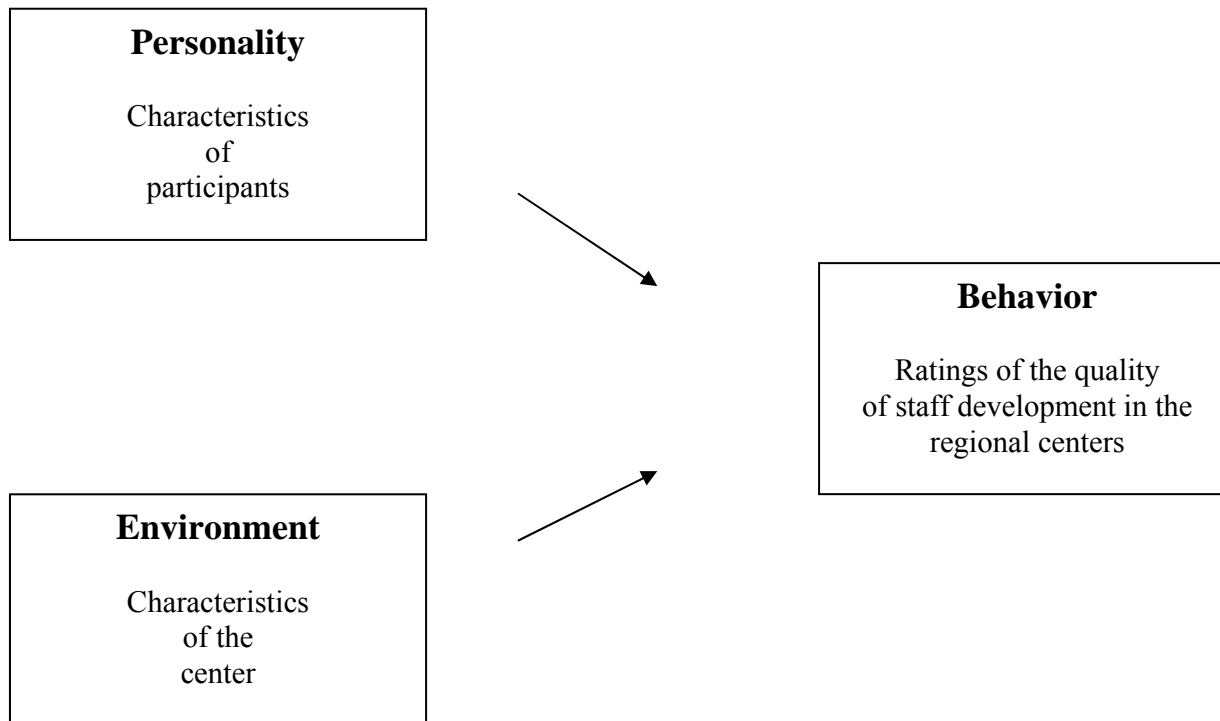 Personality
Characteristics
of
participants
Behavior
Ratings of the quality
of staff development in the
regional centers
Environment
Characteristics
of the
center